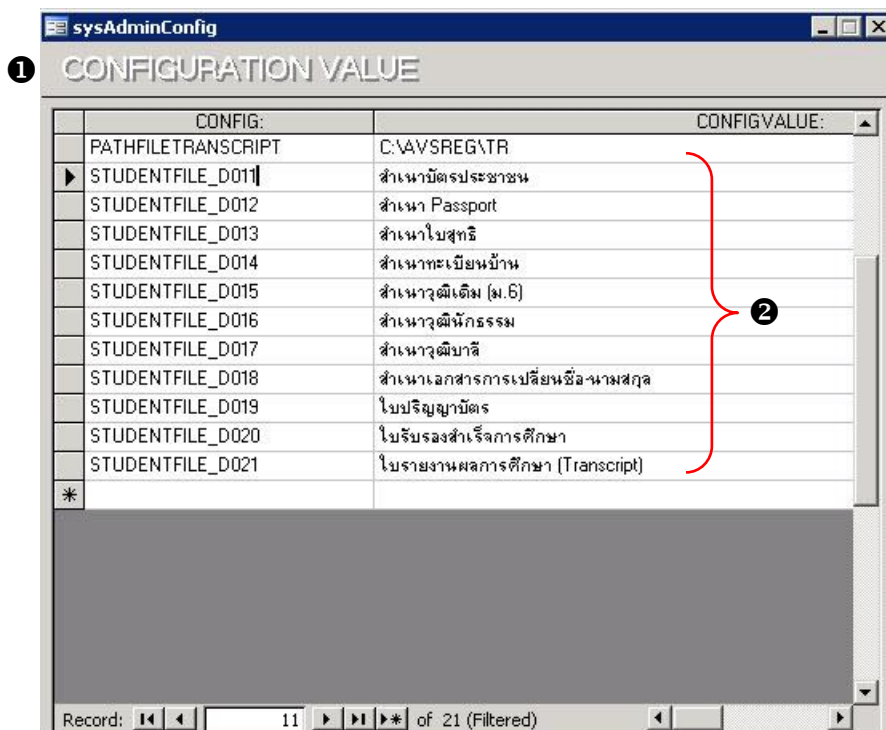 sysAdminConfig
❶ CONFIGURATION VALUE
CONFIG: CONFIGVALUE:
PATHFILETRANSCRIPT C:\AVSREG\TR
STUDENTFILE_D011 สำเนาบัตรประชาชน
STUDENTFILE_D012 สำเนา Passport
STUDENTFILE_D013 สำเนาใบสุทธิ
STUDENTFILE_D014 สำเนาทะเบียนบ้าน
STUDENTFILE_D015 สำเนาวุฒิเดิม (ม.6)
STUDENTFILE_D016 สำเนาวุฒินักธรรม
❷
STUDENTFILE_D017 สำเนาวุฒิบาลี
STUDENTFILE_D018 สำเนาเอกสารการเปลี่ยนชื่อ-นามสกุล
STUDENTFILE_D019 ใบปริญญาบัตร
STUDENTFILE_D020 ใบรับรองสำเร็จการศึกษา
STUDENTFILE_D021 ใบรายงานผลการศึกษา (Transcript)
Record: 11 of 21 (Filtered)